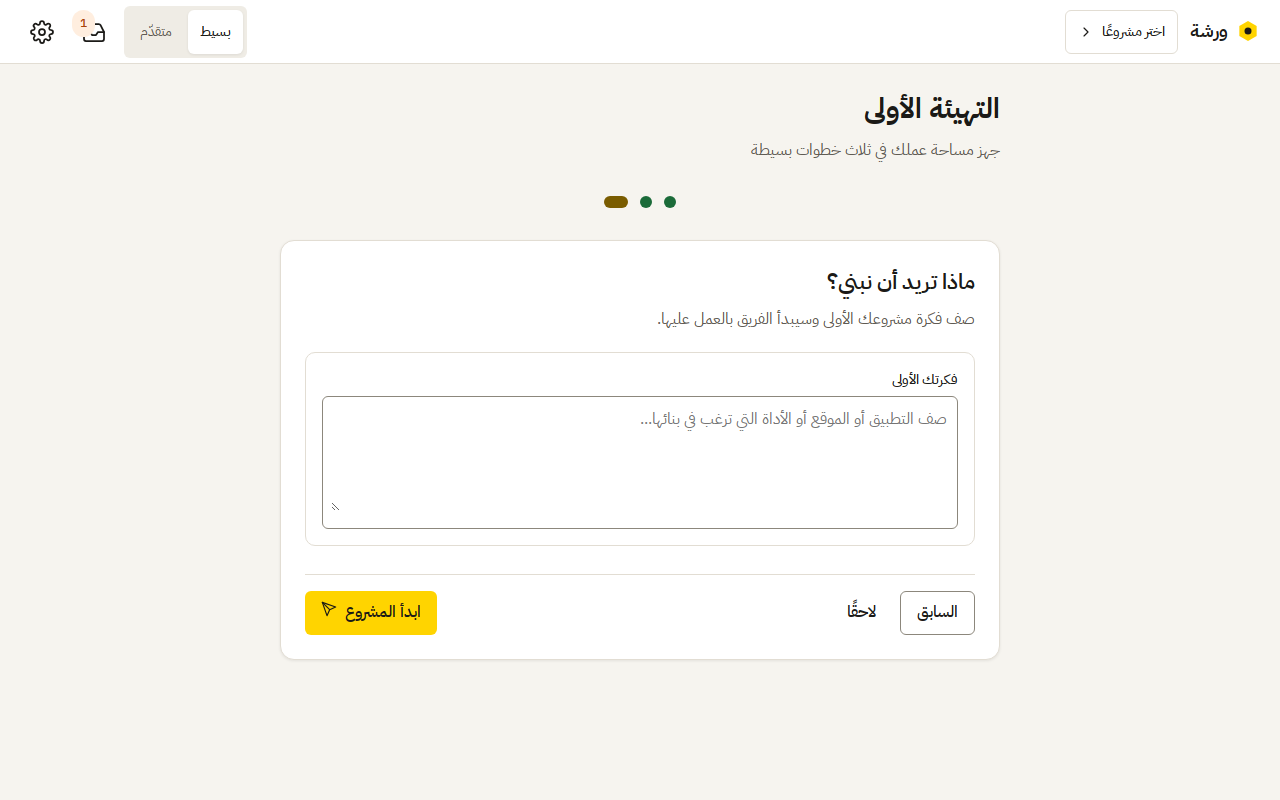 ورشة
اختر مشروعًا
بسيط
متقدّم
1
التهيئة الأولى
جهز مساحة عملك في ثلاث خطوات بسيطة
ماذا تريد أن نبني؟
صف فكرة مشروعك الأولى وسيبدأ الفريق بالعمل عليها.
فكرتك الأولى
صف التطبيق أو الموقع أو الأداة التي ترغب في بنائها...
السابق
لاحقًا
ابدأ المشروع